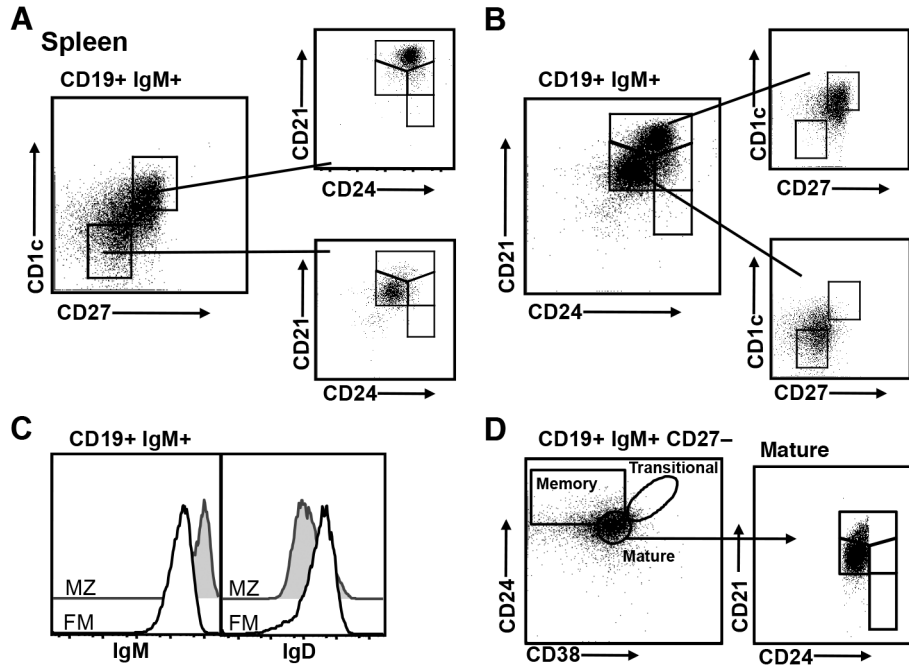 A
Spleen
CD19+ IgM+
CD1c
CD27
CD21
CD24
CD21
CD24
B
CD19+ IgM+
CD21
CD24
CD1c
CD27
CD1c
CD27
C
CD19+ IgM+
MZ
FM
IgM
MZ
FM
IgD
D
CD19+ IgM+ CD27–
Memory
Transitional
Mature
CD24
CD38
Mature
CD21
CD24